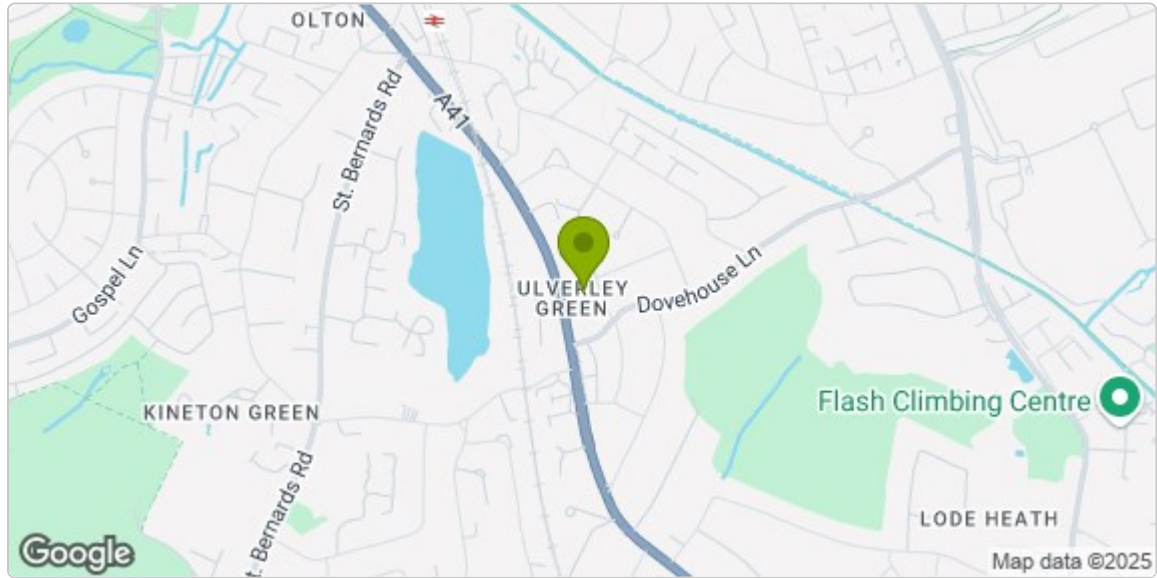 OLTON
St. Bernards Rd
A41
Gospel Ln
ULVERLEY
GREEN
Dovehouse Ln
KINETON GREEN
Flash Climbing Centre
t. Bernards Rd
LODE HEATH
Google
Map data ©2025